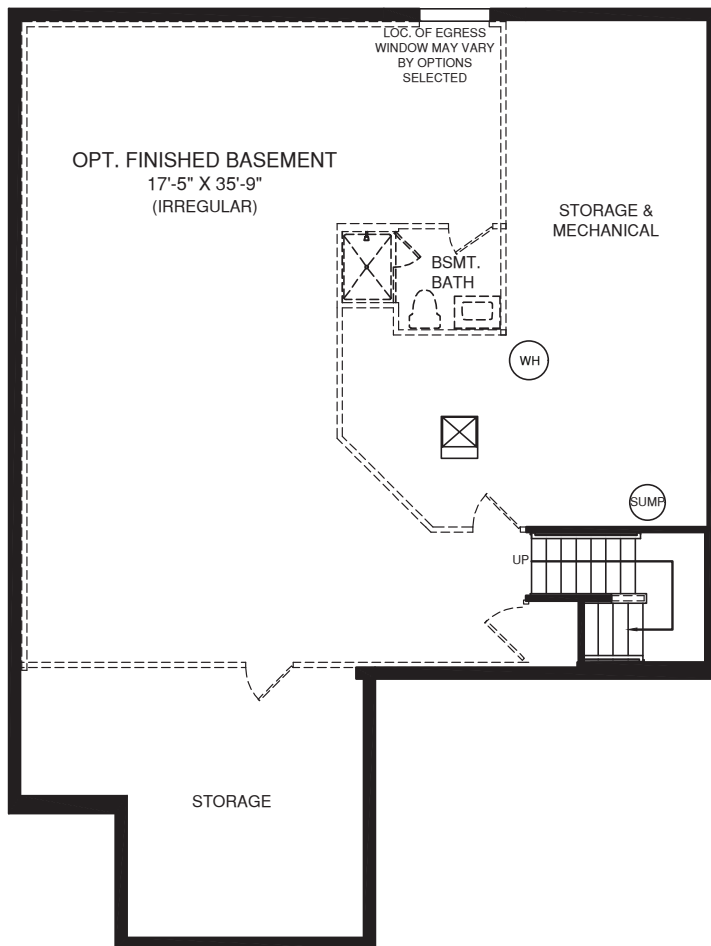 LOC. OF EGRESS
WINDOW MAY VARY
BY OPTIONS
SELECTED
OPT. FINISHED BASEMENT
17'-5" X 35'-9"
(IRREGULAR)
STORAGE &
MECHANICAL
BSMT.
BATH
WH
SUMP
UP
STORAGE